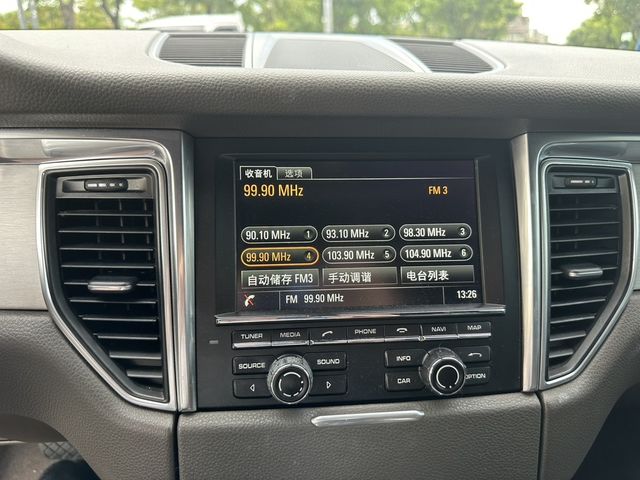 收音机 选项
99.90 MHz FM 3
90.10 MHz 1 93.10 MHz 2 98.30 MHz 3
99.90 MHz 4 103.90 MHz 5 104.90 MHz 6
自动储存 FM3 手动调谐 电台列表
FM 99.90 MHz 13:26
TUNER MEDIA PHONE NAVI MAP
SOURCE SOUND INFO
CAR OPTION